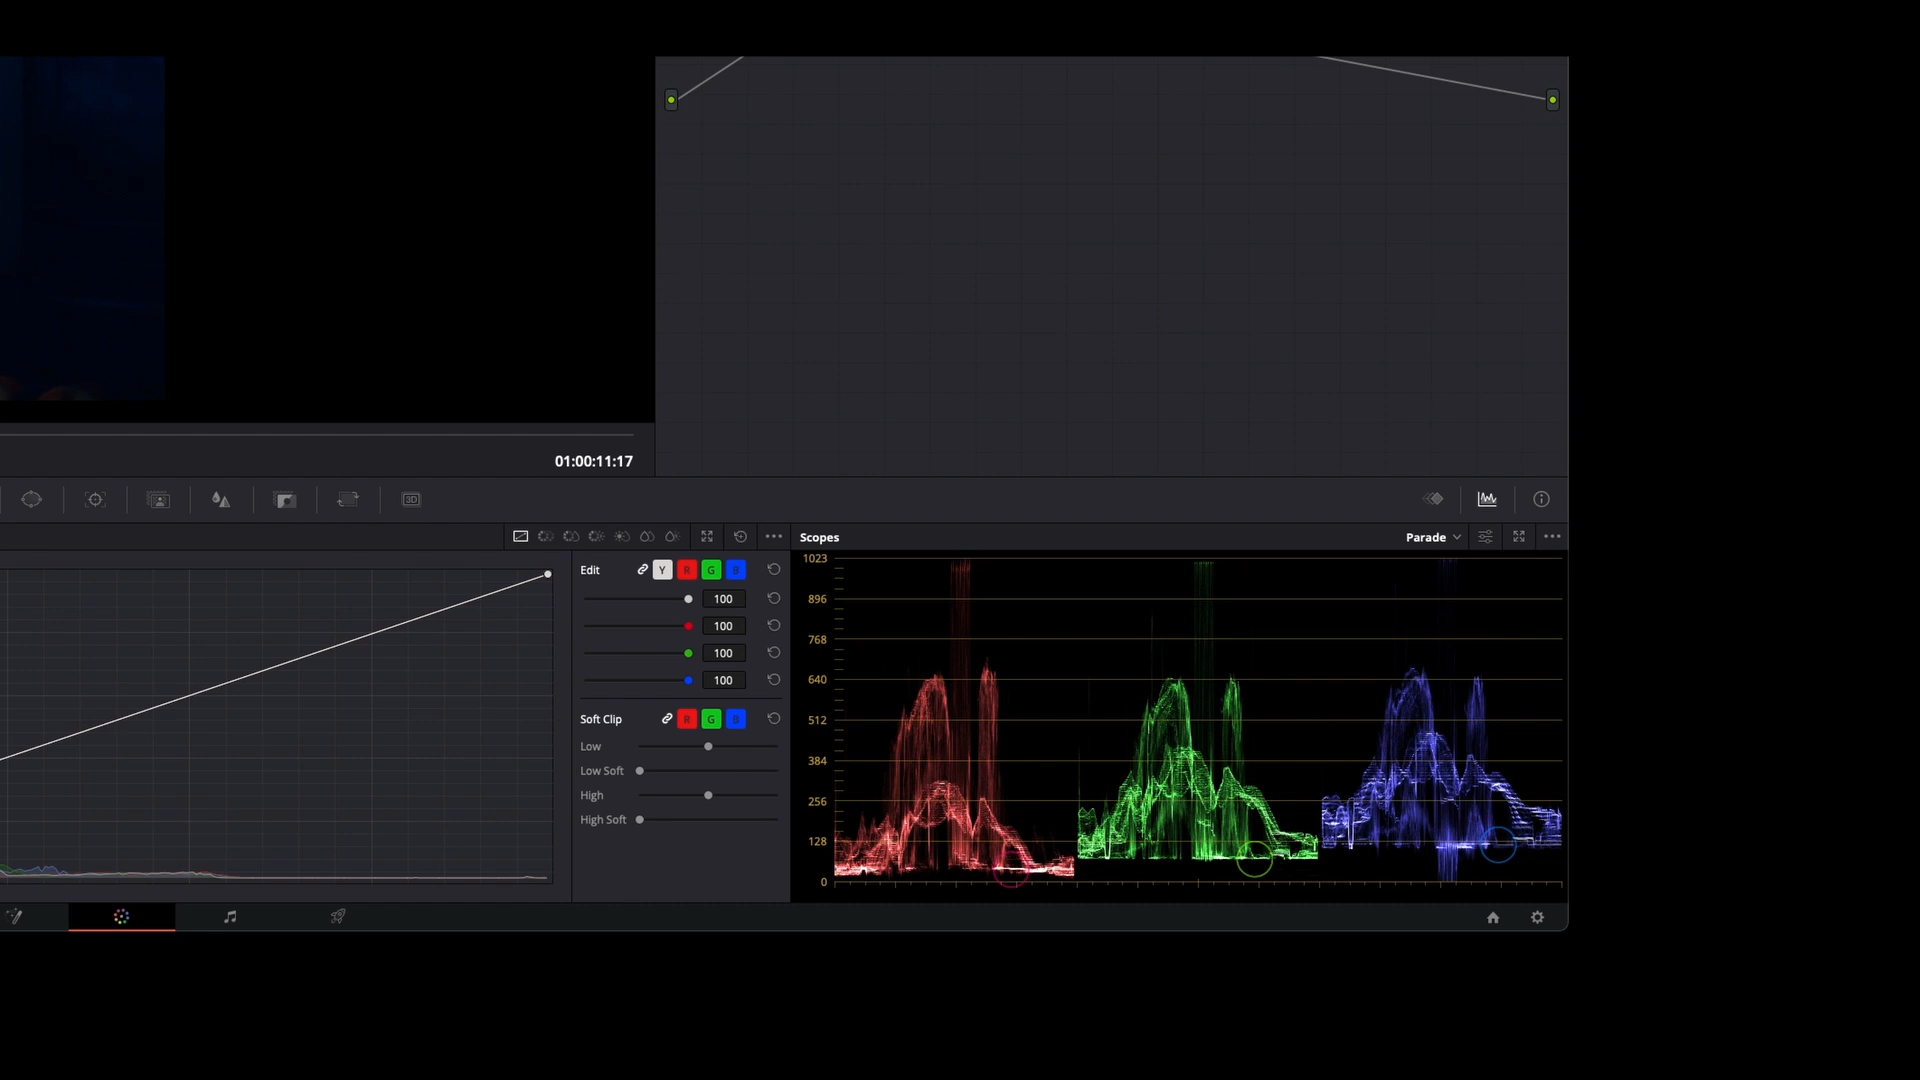 01:00:11:17
3D
Scopes
Parade
Edit
Y
R
G
B
100
100
100
100
Soft Clip
R
G
B
Low
Low Soft
High
High Soft
1023
896
768
640
512
384
256
128
0